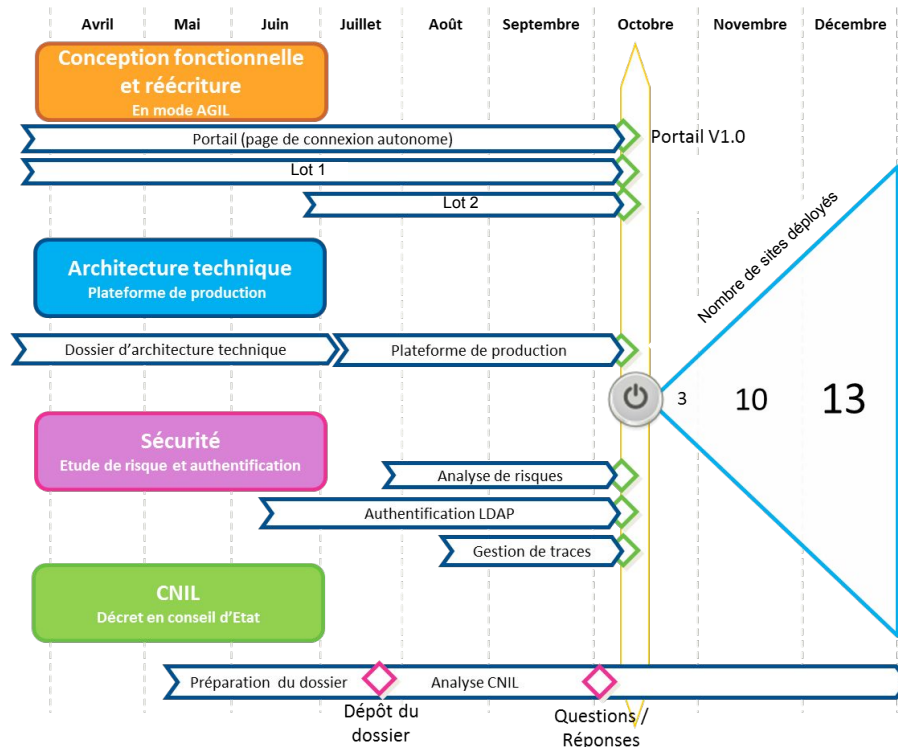 Avril Mai Juin Juillet Août Septembre Octobre Novembre Décembre
Conception fonctionnelle
et réécriture
En mode AGIL
Portail (page de connexion autonome)
Portail V1.0
Lot 1
Lot 2
Nombre de sites déployés
Architecture technique
Plateforme de production
Dossier d'architecture technique
Plateforme de production
3
10
13
Sécurité
Etude de risque et authentification
Analyse de risques
Authentification LDAP
Gestion de traces
CNIL
Décret en conseil d'Etat
Préparation du dossier
Analyse CNIL
Dépôt du
dossier
Questions /
Réponses